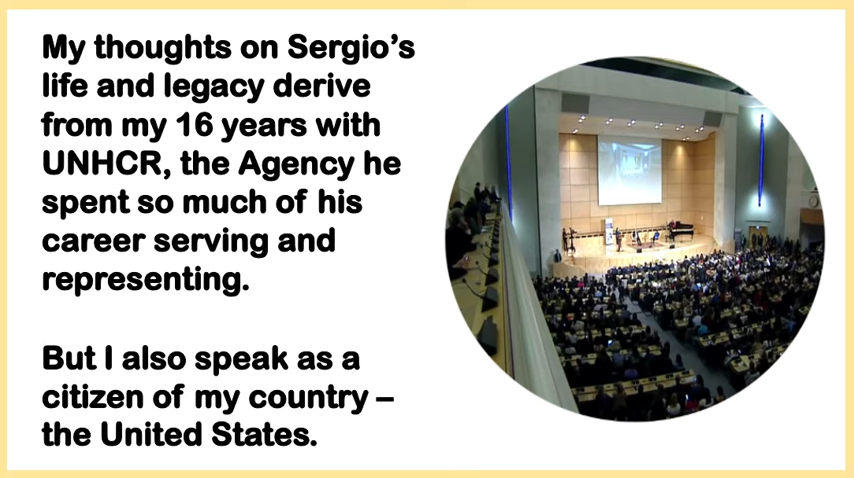 My thoughts on Sergio’s
life and legacy derive
from my 16 years with
UNHCR, the Agency he
spent so much of his
career serving and
representing.
But I also speak as a
citizen of my country –
the United States.